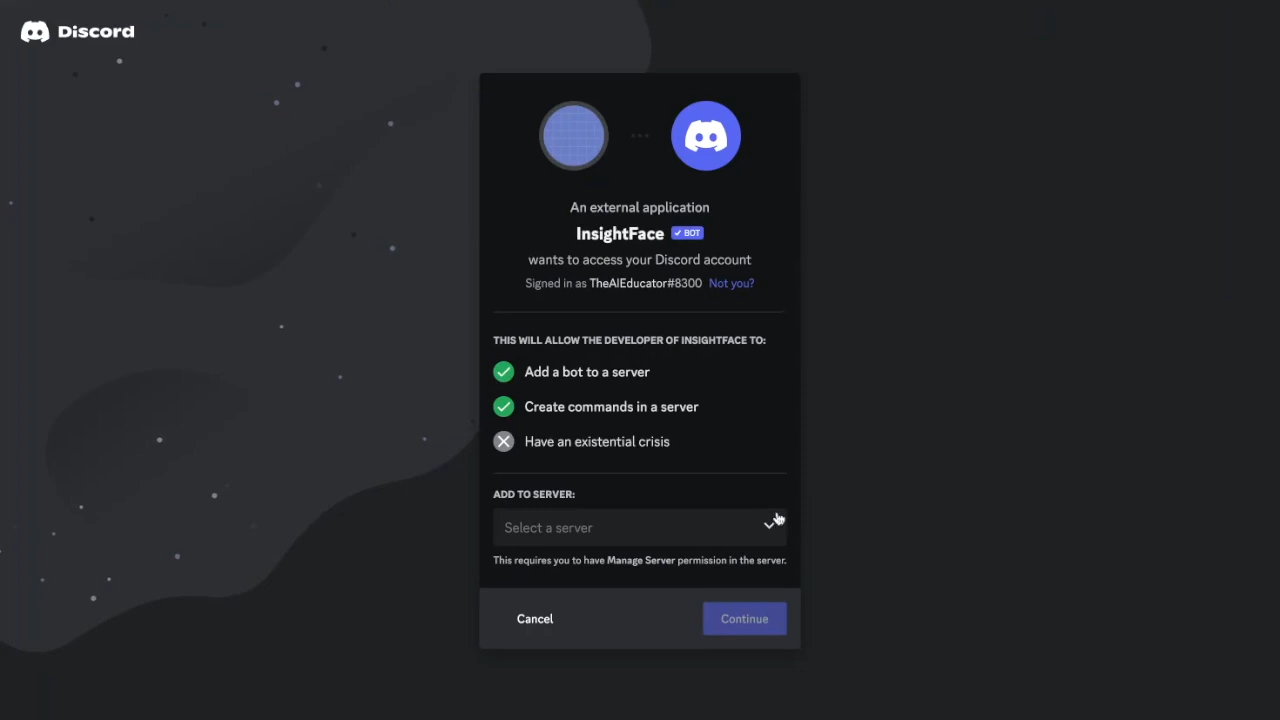 Discord
An external application
InsightFace ✓ BOT
wants to access your Discord account
Signed in as TheAIEducator#8300 Not you?
THIS WILL ALLOW THE DEVELOPER OF INSIGHTFACE TO:
Add a bot to a server
Create commands in a server
Have an existential crisis
ADD TO SERVER:
Select a server
This requires you to have Manage Server permission in the server.
Cancel
Continue